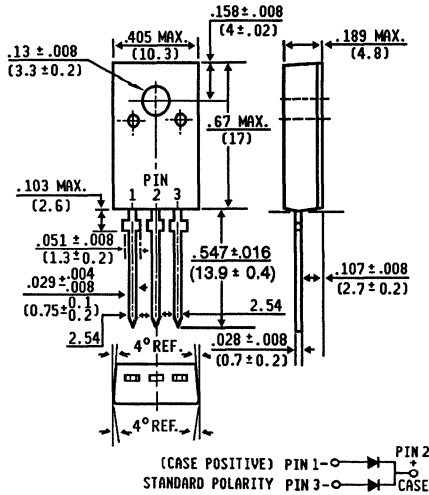 .158±.008
(4±.02)
.405 MAX.
(10.3)
.189 MAX.
(4.8)
.13±.008
(3.3±0.2)
.67 MAX.
(17)
PIN
1 2 3
.103 MAX.
(2.6)
.051±.008
(1.3±0.2)
.547±.016
(13.9 ± 0.4)
.029±.004
.008
(0.75±0.1
0.2)
.107±.008
(2.7±0.2)
2.54
2.54
.028±.008
(0.7±0.2)
4° REF.
4° REF.
(CASE POSITIVE) PIN 1-
STANDARD POLARITY PIN 3-
PIN 2
+
CASE